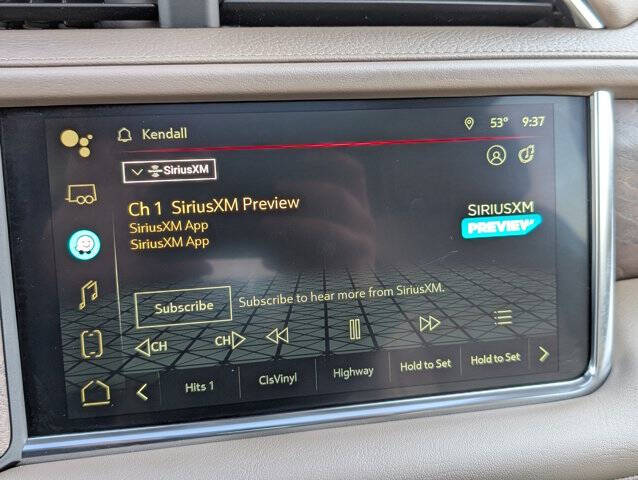 Kendall
53° 9:37
SiriusXM
Ch 1 SiriusXM Preview
SiriusXM App
SiriusXM App
SIRIUSXM
PREVIEW
Subscribe
Subscribe to hear more from SiriusXM.
CH CH
Hits 1 ClsVinyl Highway Hold to Set Hold to Set